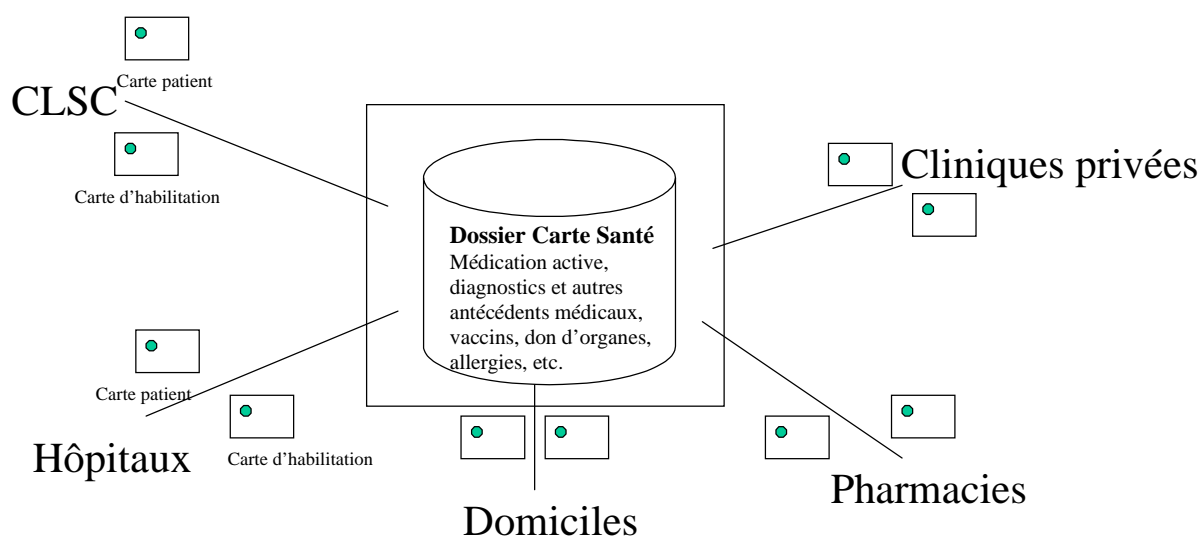 Carte patient
CLSC
Carte d’habilitation
Cliniques privées
Dossier Carte Santé
Médication active,
diagnostics et autres
antécédents médicaux,
vaccins, don d’organes,
allergies, etc.
Carte patient
Hôpitaux
Carte d’habilitation
Domiciles
Pharmacies